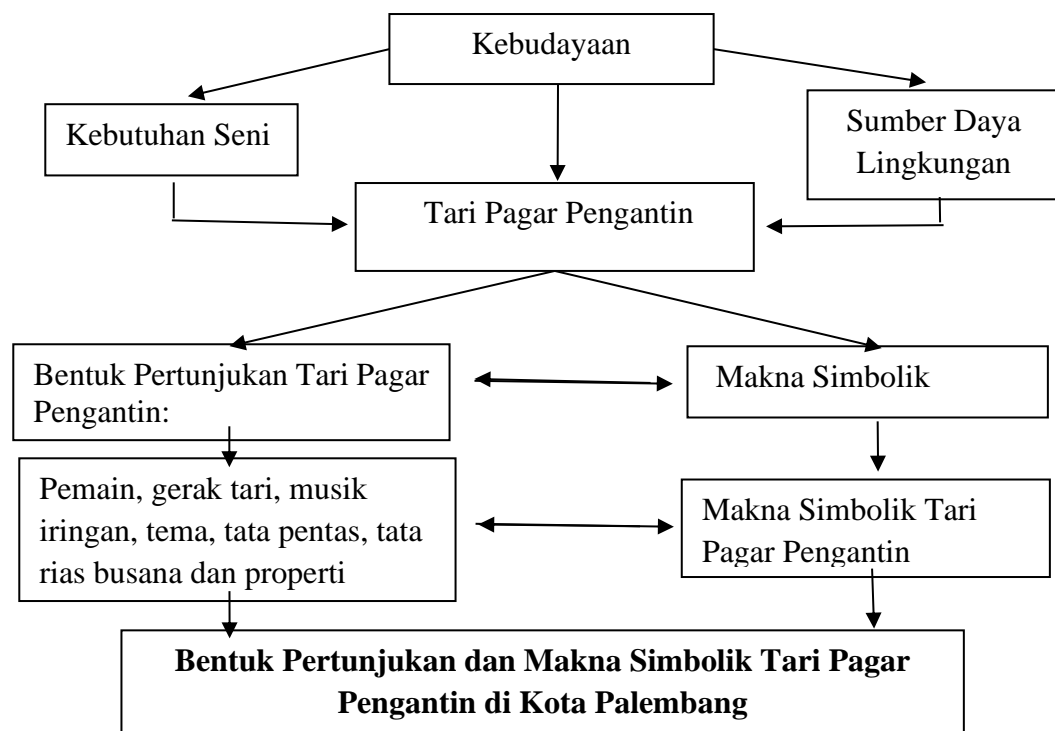 Kebudayaan
Kebutuhan Seni
Sumber Daya
Lingkungan
Tari Pagar Pengantin
Bentuk Pertunjukan Tari Pagar
Pengantin:
Makna Simbolik
Pemain, gerak tari, musik
iringan, tema, tata pentas, tata
rias busana dan properti
Makna Simbolik Tari
Pagar Pengantin
Bentuk Pertunjukan dan Makna Simbolik Tari Pagar
Pengantin di Kota Palembang